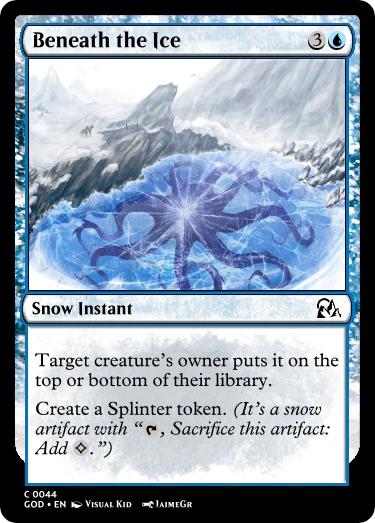 Beneath the Ice 3
Snow Instant
Target creature's owner puts it on the
top or bottom of their library.
Create a Splinter token. (It's a snow
artifact with “, Sacrifice this artifact:
Add .”)
C 0044
GOD • EN Visual Kid JaimeGr